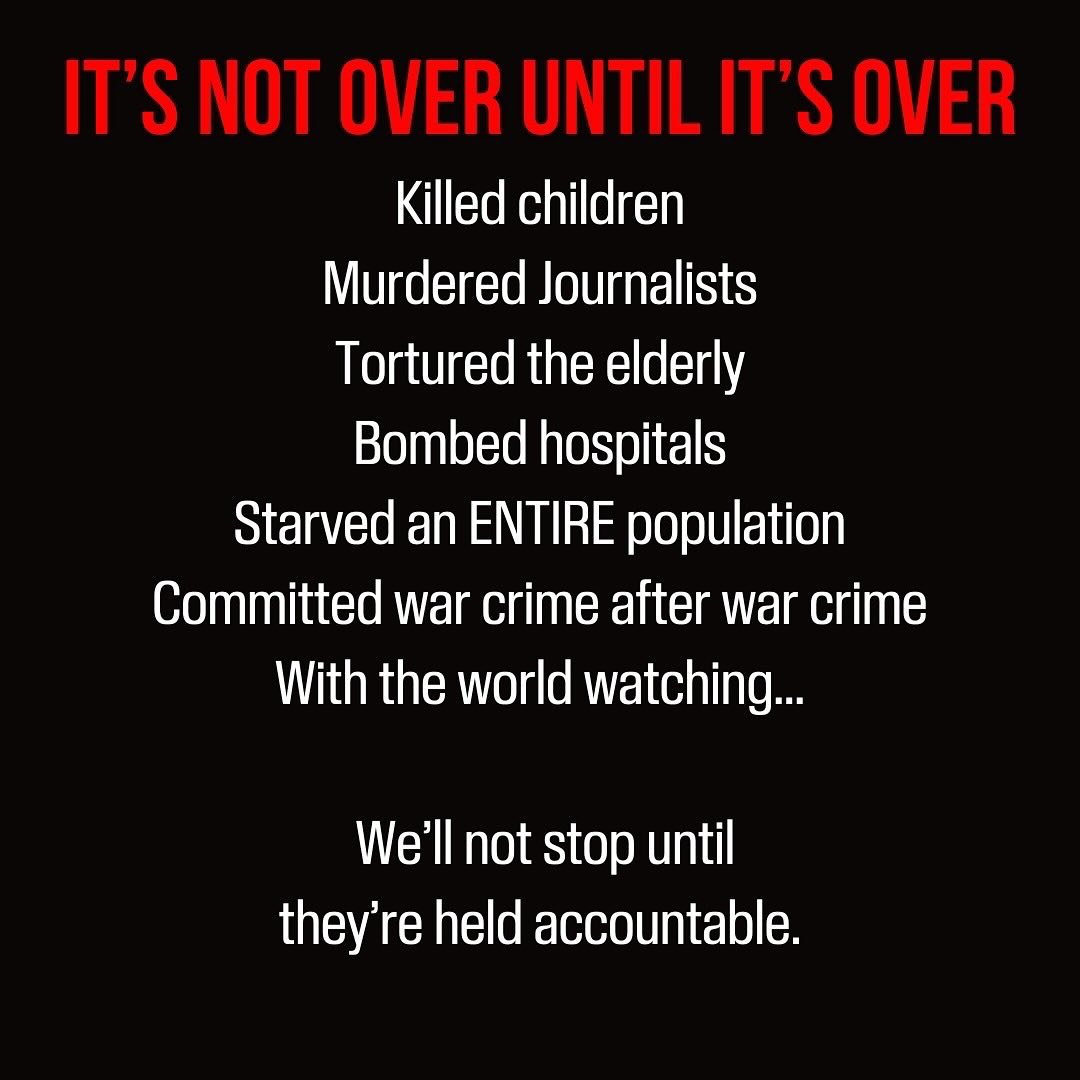 IT’S NOT OVER UNTIL IT’S OVER
Killed children
Murdered Journalists
Tortured the elderly
Bombed hospitals
Starved an ENTIRE population
Committed war crime after war crime
With the world watching...
We’ll not stop until
they’re held accountable.